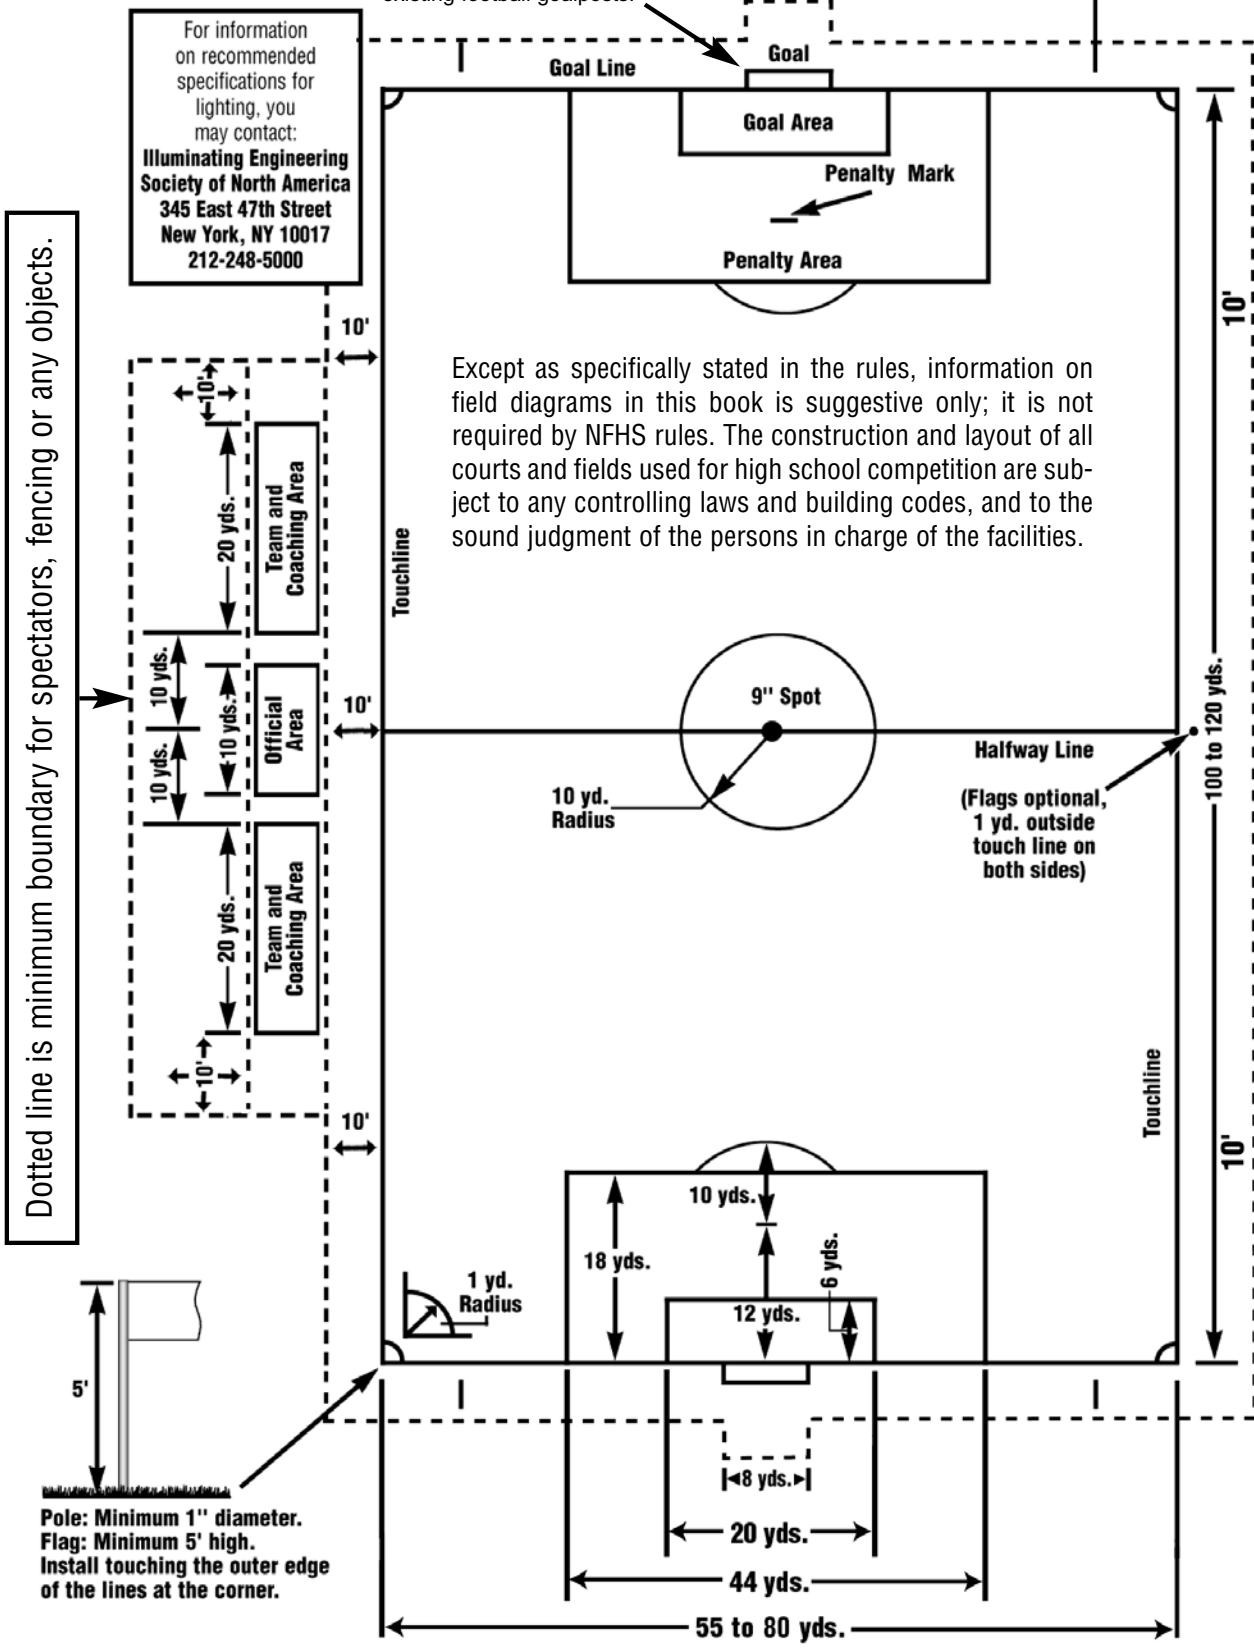 existing football goalposts.
For information
on recommended
specifications for
lighting, you
may contact:
Illuminating Engineering
Society of North America
345 East 47th Street
New York, NY 10017
212-248-5000
Goal
Goal Line
Goal Area
Penalty Mark
Penalty Area
Dotted line is minimum boundary for spectators, fencing or any objects.
10'
10'
10'
Except as specifically stated in the rules, information on
field diagrams in this book is suggestive only; it is not
required by NFHS rules. The construction and layout of all
courts and fields used for high school competition are sub-
ject to any controlling laws and building codes, and to the
sound judgment of the persons in charge of the facilities.
20 yds.
Team and
Coaching Area
Touchline
10 yds.
10 yds.
10 yds.
Official
Area
10'
9" Spot
Halfway Line
100 to 120 yds.
10 yd.
Radius
(Flags optional,
1 yd. outside
touch line on
both sides)
20 yds.
Team and
Coaching Area
10'
10'
Touchline
10'
10 yds.
18 yds.
6 yds.
12 yds.
1 yd.
Radius
5'
8 yds.
Pole: Minimum 1" diameter.
Flag: Minimum 5' high.
Install touching the outer edge
of the lines at the corner.
20 yds.
44 yds.
55 to 80 yds.